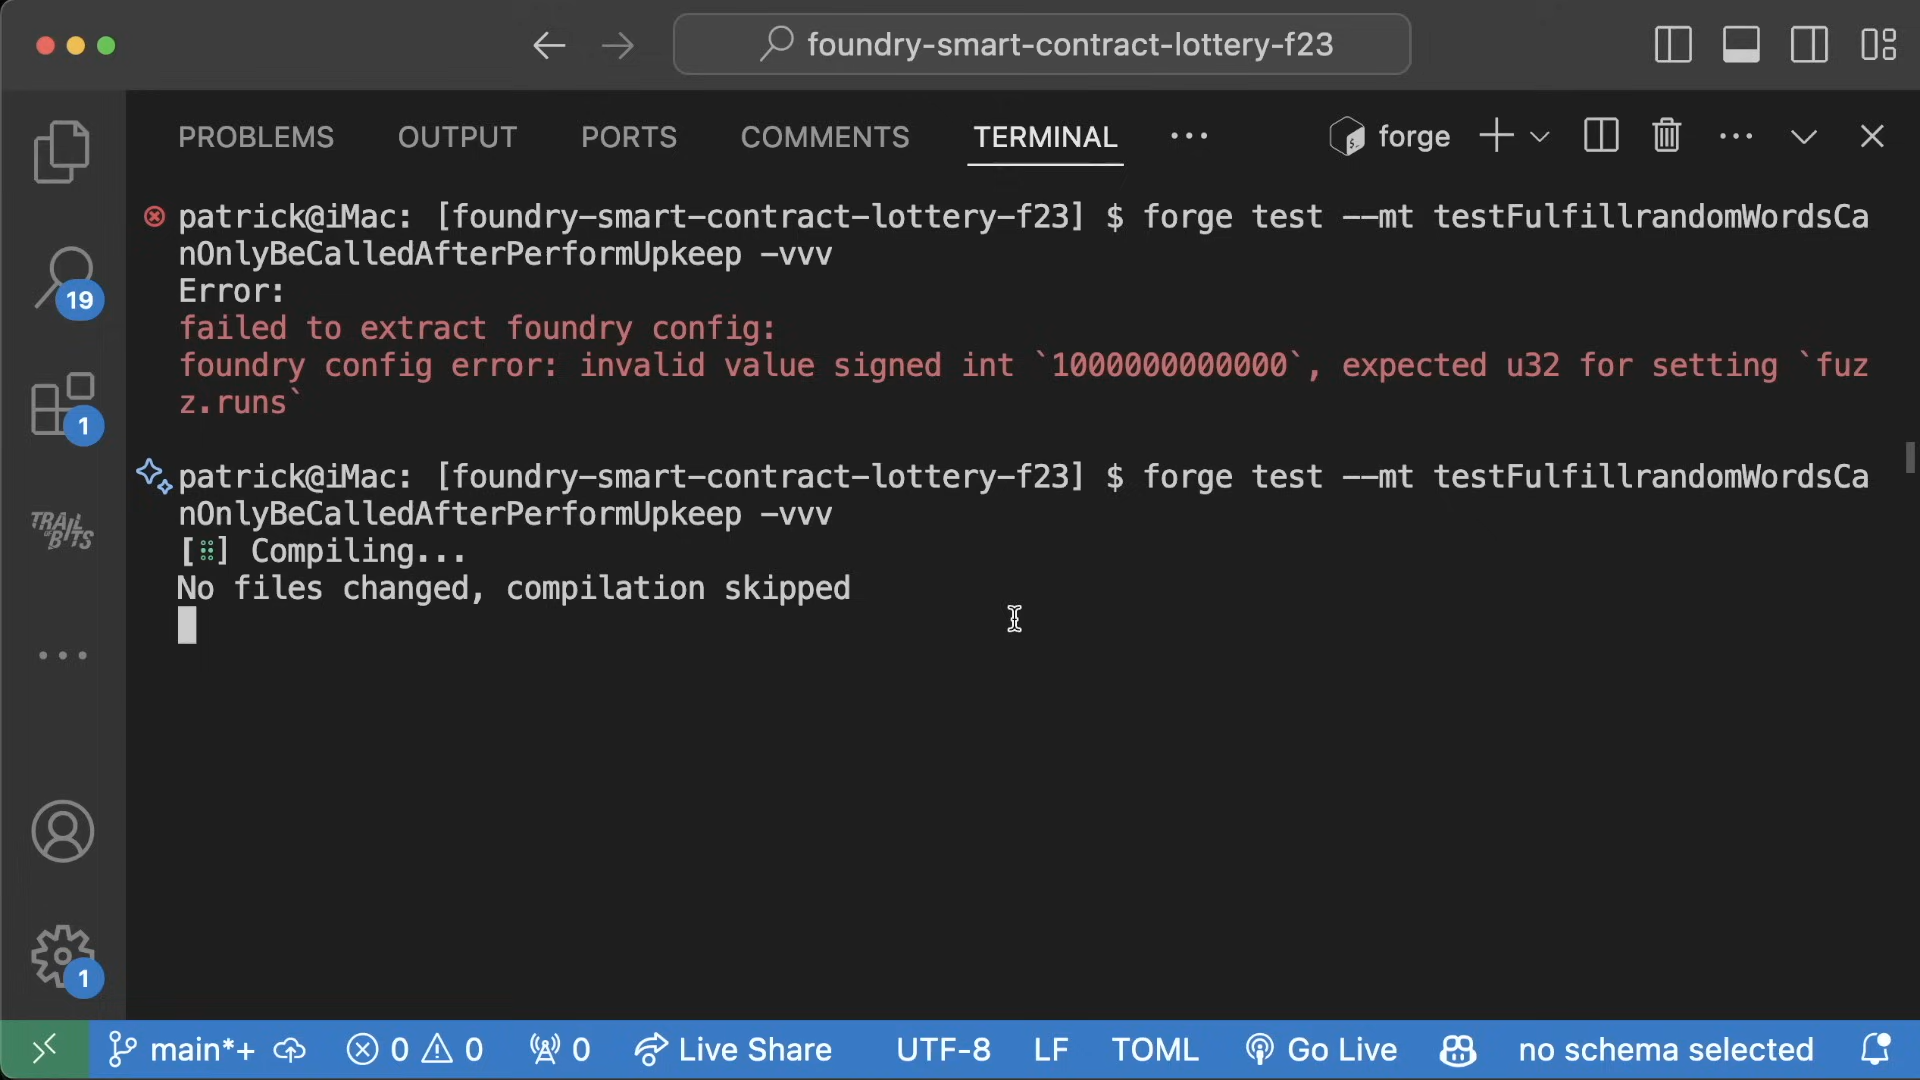 foundry-smart-contract-lottery-f23
PROBLEMS OUTPUT PORTS COMMENTS TERMINAL ... forge
patrick@iMac: [foundry-smart-contract-lottery-f23] $ forge test --mt testFulfillrandomWordsCa
nOnlyBeCalledAfterPerformUpkeep -vvv
Error:
failed to extract foundry config:
foundry config error: invalid value signed int `1000000000000`, expected u32 for setting `fuz
z.runs`
patrick@iMac: [foundry-smart-contract-lottery-f23] $ forge test --mt testFulfillrandomWordsCa
nOnlyBeCalledAfterPerformUpkeep -vvv
[⠿] Compiling...
No files changed, compilation skipped
19
1
TRAIL
OF BITS
1
main*+ 0 0 0 Live Share UTF-8 LF TOML Go Live no schema selected